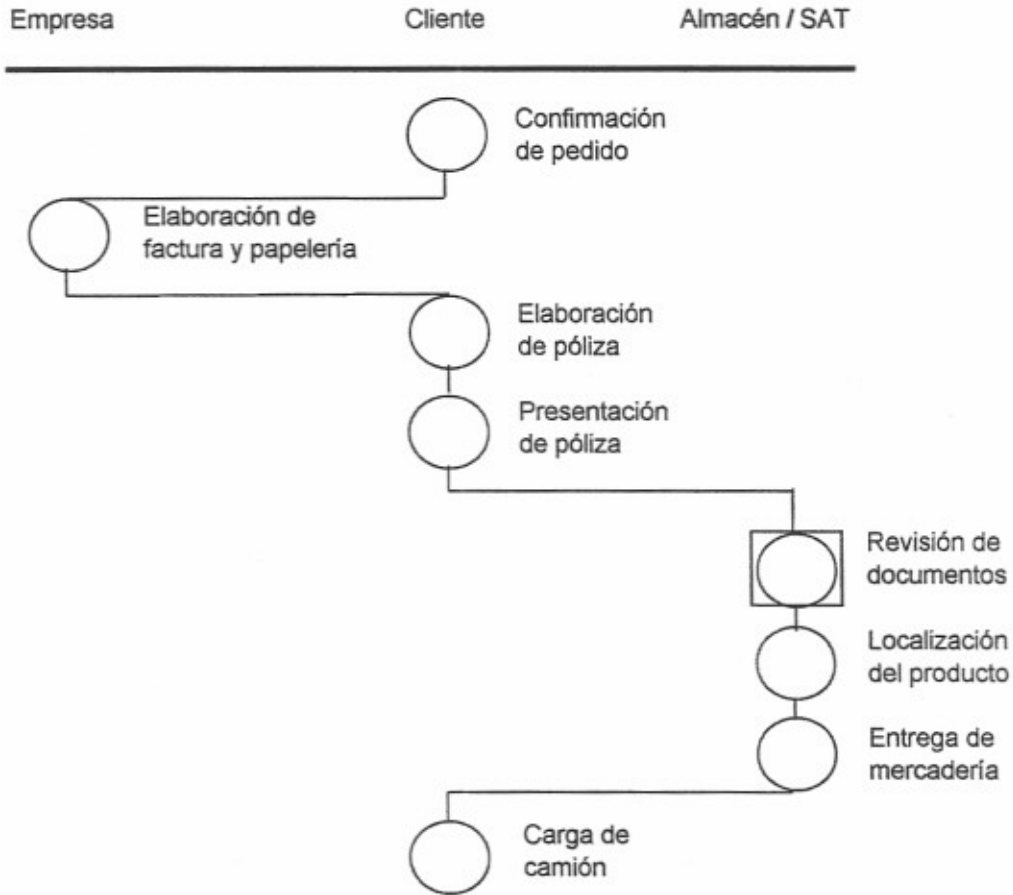 Empresa
Cliente
Almacén / SAT
Confirmación
de pedido
Elaboración de
factura y papelería
Elaboración
de póliza
Presentación
de póliza
Revisión de
documentos
Localización
del producto
Entrega de
mercadería
Carga de
camión